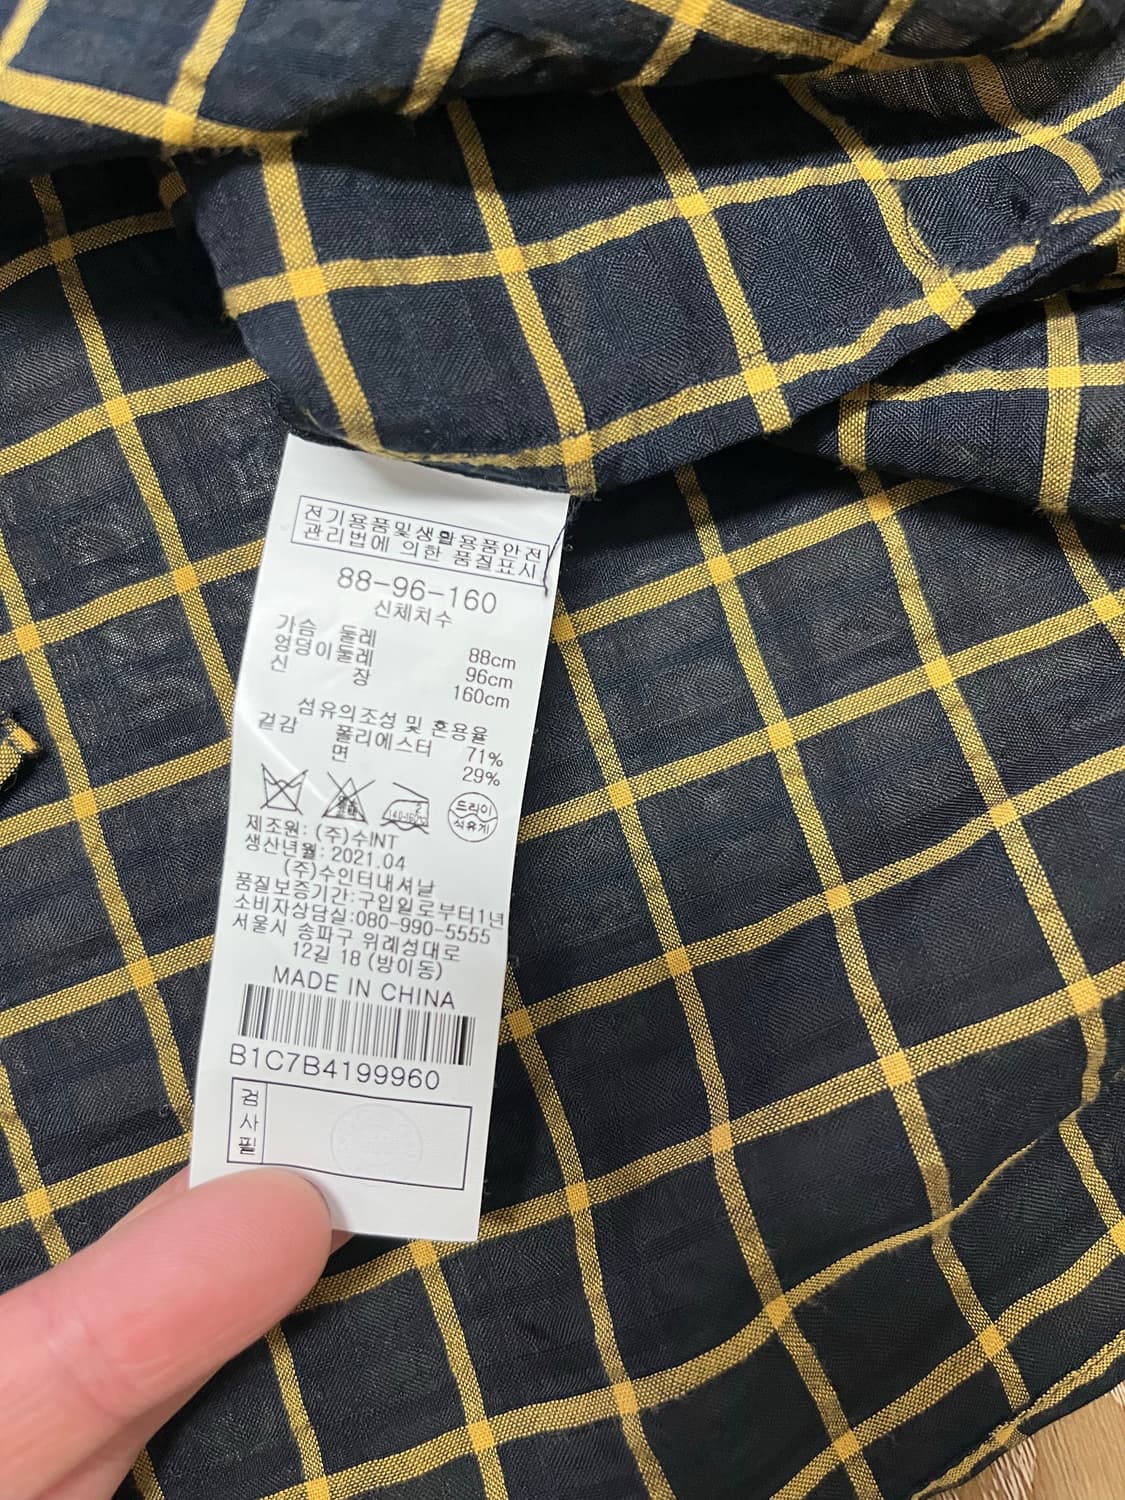 전기용품및생활용품안전
관리법에 의한 품질표시
88-96-160
신체치수
가슴 둘레 88cm
엉덩이둘레 96cm
신 장 160cm
섬유의조성 및 혼용율
겉감 폴리에스터 71%
면 29%
드라이
석유계
제조원: (주)수INT
생산년월: 2021.04
(주)수인터내셔날
품질보증기간:구입일로부터1년
소비자상담실:080-990-5555
서울시 송파구 위례성대로
12길 18 (방이동)
MADE IN CHINA
B1C7B4199960
검
사
필